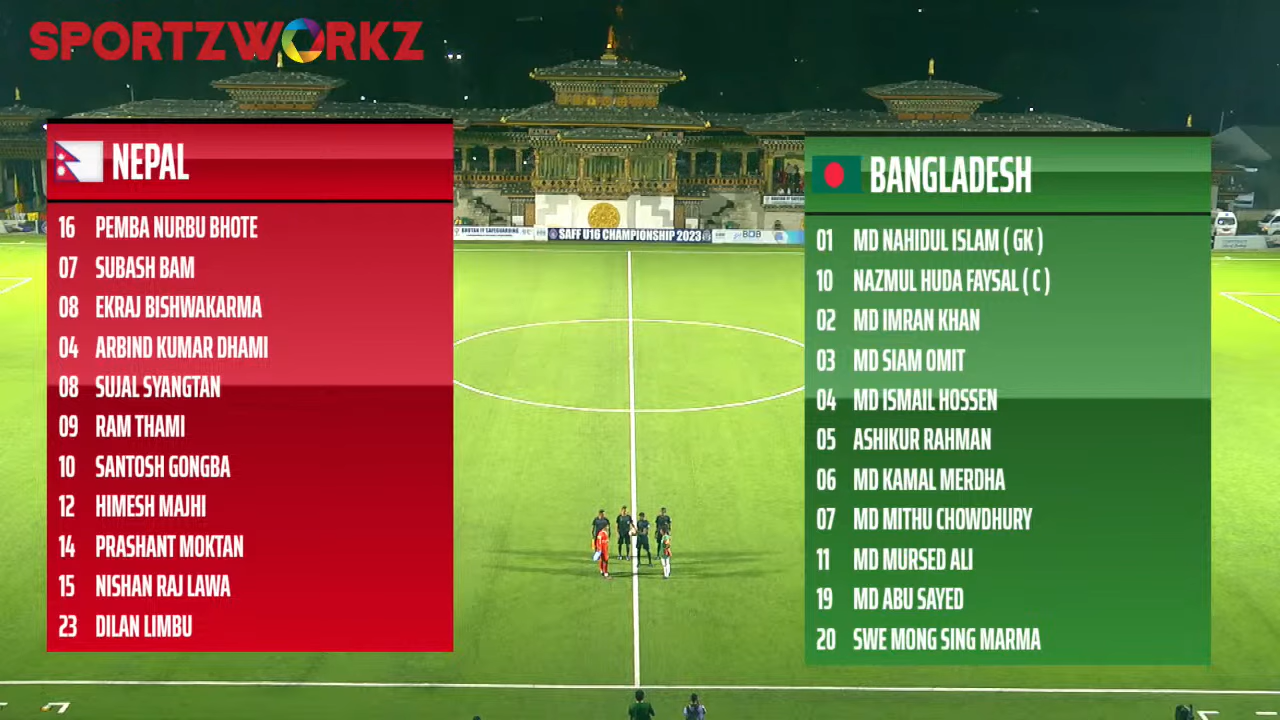 SPORTZWORKZ
NEPAL
16 PEMBA NURBU BHOTE
07 SUBASH BAM
08 EKRAJ BISHWAKARMA
04 ARBIND KUMAR DHAMI
08 SUJAL SYANGTAN
09 RAM THAMI
10 SANTOSH GONGBA
12 HIMESH MAJHI
14 PRASHANT MOKTAN
15 NISHAN RAJ LAWA
23 DILAN LIMBU
BANGLADESH
01 MD NAHIDUL ISLAM ( GK )
10 NAZMUL HUDA FAYSAL ( C )
02 MD IMRAN KHAN
03 MD SIAM OMIT
04 MD ISMAIL HOSSEN
05 ASHIKUR RAHMAN
06 MD KAMAL MERDHA
07 MD MITHU CHOWDHURY
11 MD MURSED ALI
19 MD ABU SAYED
20 SWE MONG SING MARMA
BHUTAN FF SAFEGUARDING
SAFF U16 CHAMPIONSHIP 2023
BOB